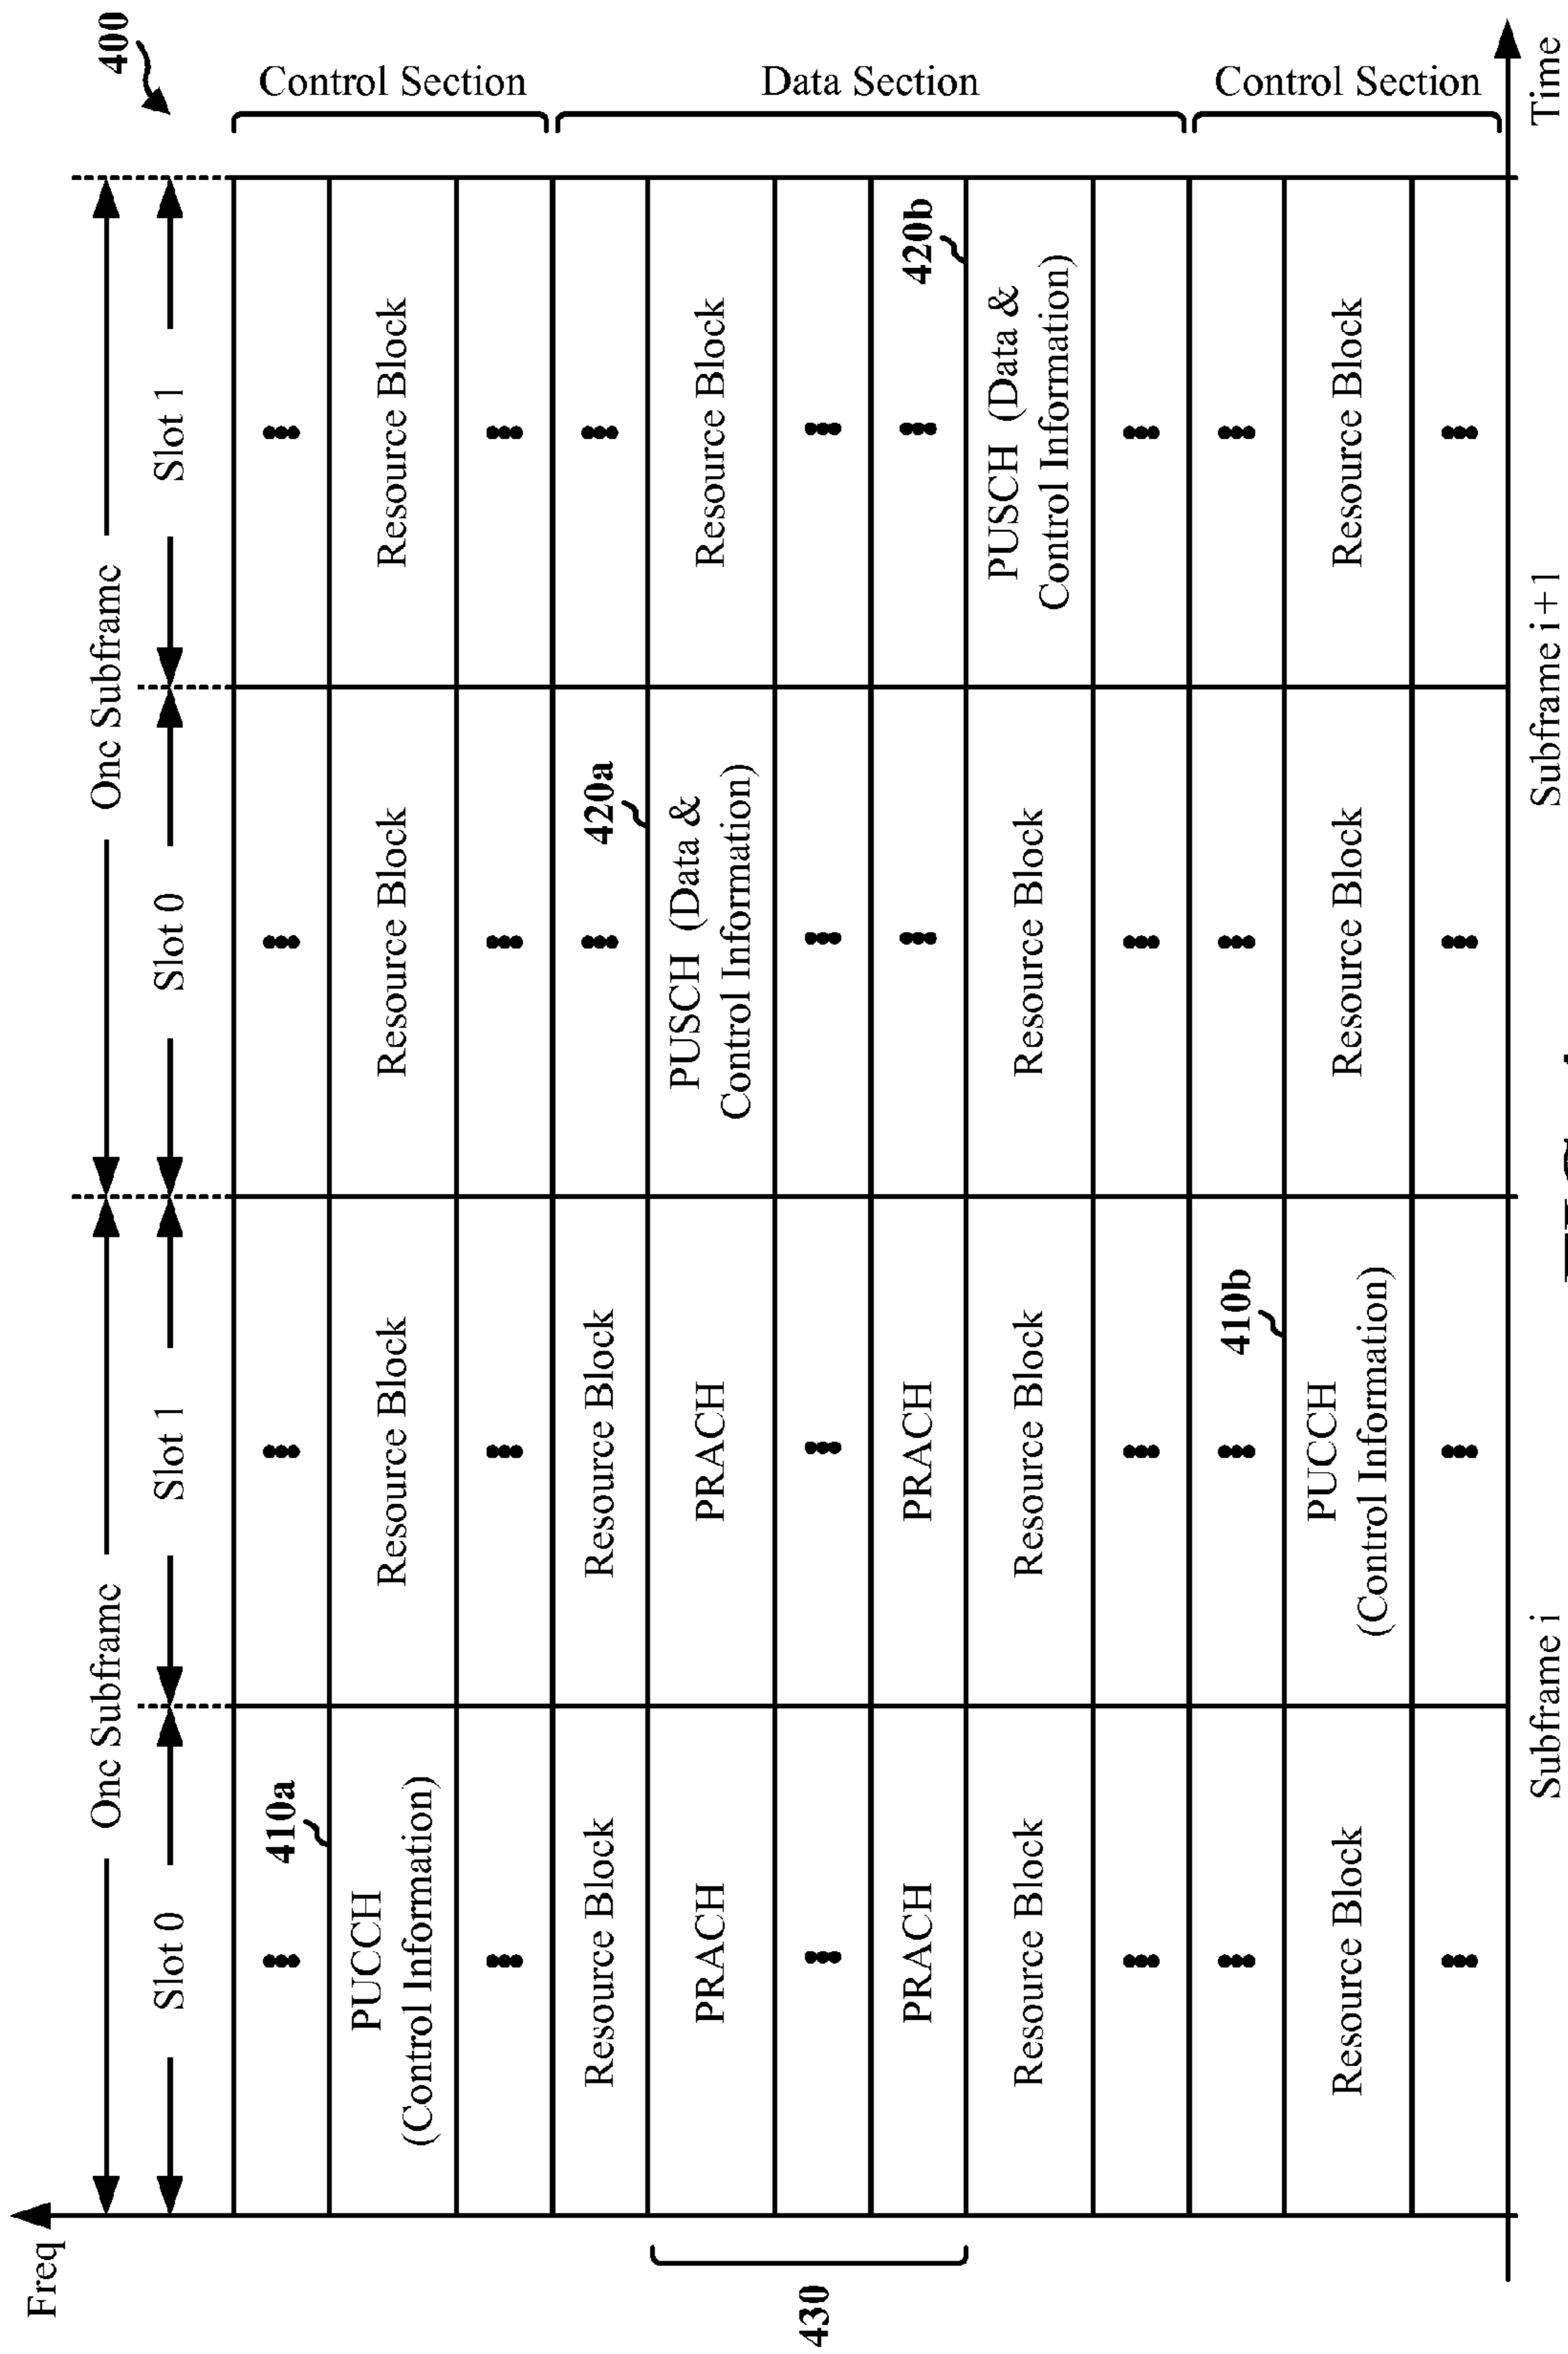 Freq
One Subframe One Subframe 400
Slot 0 Slot 1 Slot 0 Slot 1
410a
PUCCH Resource Block Resource Block Resource Block Control Section
(Control Information)
Resource Block Resource Block 420a
PRACH PRACH PUSCH (Data & Resource Block
Control Information)
430 Data Section
PRACH PRACH 420b
Resource Block Resource Block Resource Block PUSCH (Data &
Control Information)
410b
Resource Block PUCCH Resource Block Resource Block Control Section
(Control Information)
Subframe i Subframe i+1 Time